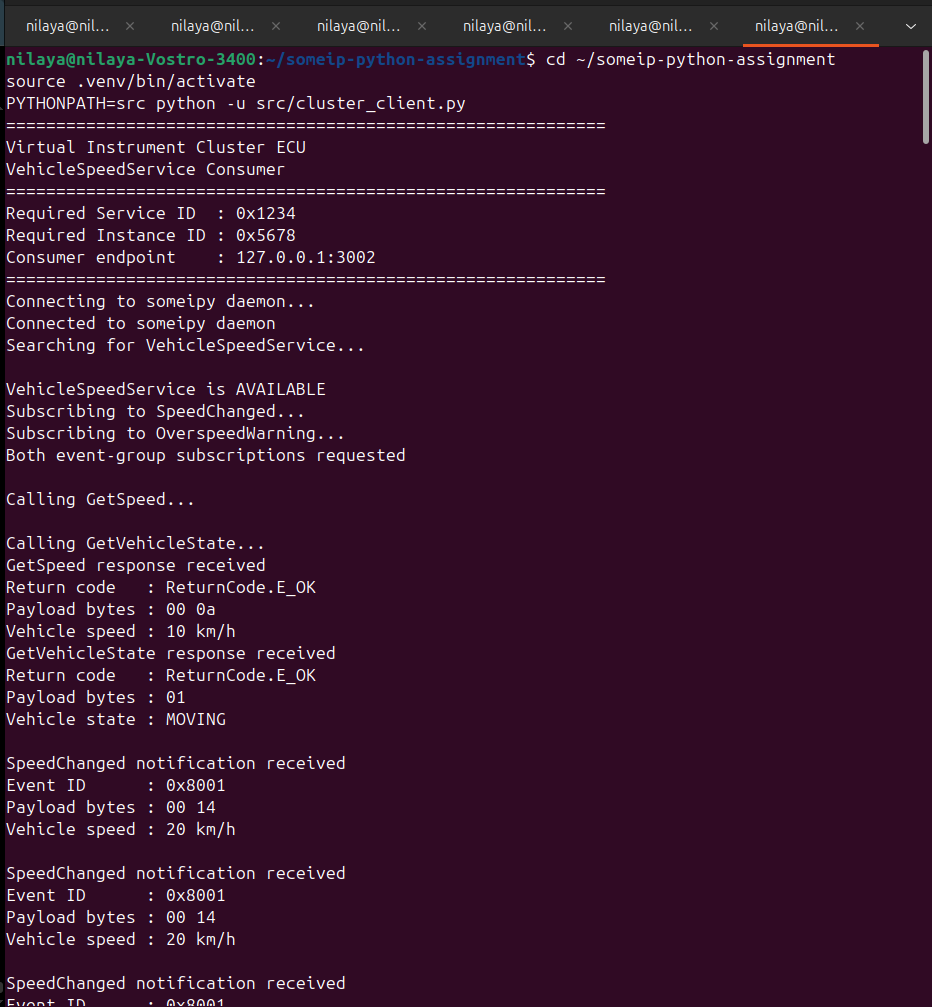 nilaya@nil... × nilaya@nil... × nilaya@nil... × nilaya@nil... × nilaya@nil... × nilaya@nil... ×
nilaya@nilaya-Vostro-3400:~/someip-python-assignment$ cd ~/someip-python-assignment
source .venv/bin/activate
PYTHONPATH=src python -u src/cluster_client.py
============================================================
Virtual Instrument Cluster ECU
VehicleSpeedService Consumer
============================================================
Required Service ID  : 0x1234
Required Instance ID : 0x5678
Consumer endpoint    : 127.0.0.1:3002
============================================================
Connecting to someipy daemon...
Connected to someipy daemon
Searching for VehicleSpeedService...
VehicleSpeedService is AVAILABLE
Subscribing to SpeedChanged...
Subscribing to OverspeedWarning...
Both event-group subscriptions requested
Calling GetSpeed...
Calling GetVehicleState...
GetSpeed response received
Return code   : ReturnCode.E_OK
Payload bytes : 00 0a
Vehicle speed : 10 km/h
GetVehicleState response received
Return code   : ReturnCode.E_OK
Payload bytes : 01
Vehicle state : MOVING
SpeedChanged notification received
Event ID      : 0x8001
Payload bytes : 00 14
Vehicle speed : 20 km/h
SpeedChanged notification received
Event ID      : 0x8001
Payload bytes : 00 14
Vehicle speed : 20 km/h
SpeedChanged notification received
Event ID      : 0x8001